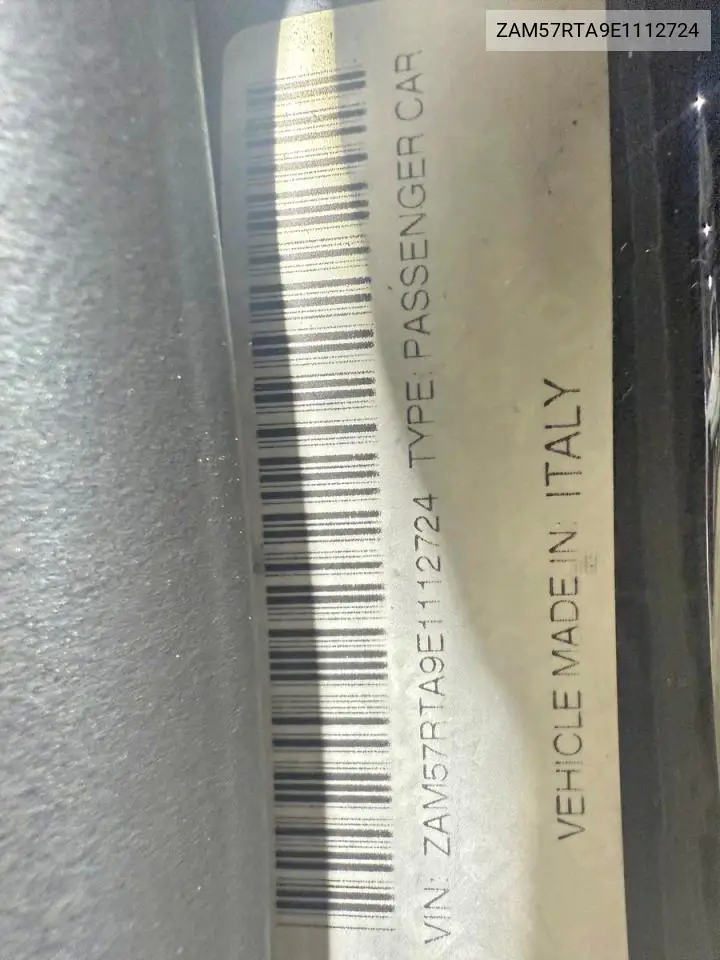 ZAM57RTA9E1112724
VIN: ZAM57RTA9E1112724 TYPE: PASSENGER CAR
VEHICLE MADE IN: ITALY